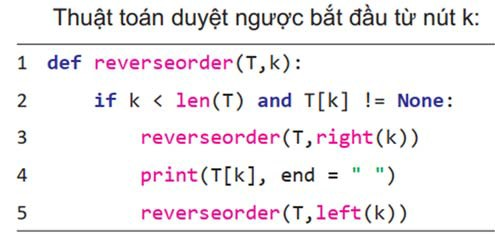 Thuật toán duyệt ngược bắt đầu từ nút k:
1 def reverseorder(T,k):
2 if k < len(T) and T[k] != None:
3 reverseorder(T,right(k))
4 print(T[k], end = " ")
5 reverseorder(T,left(k))